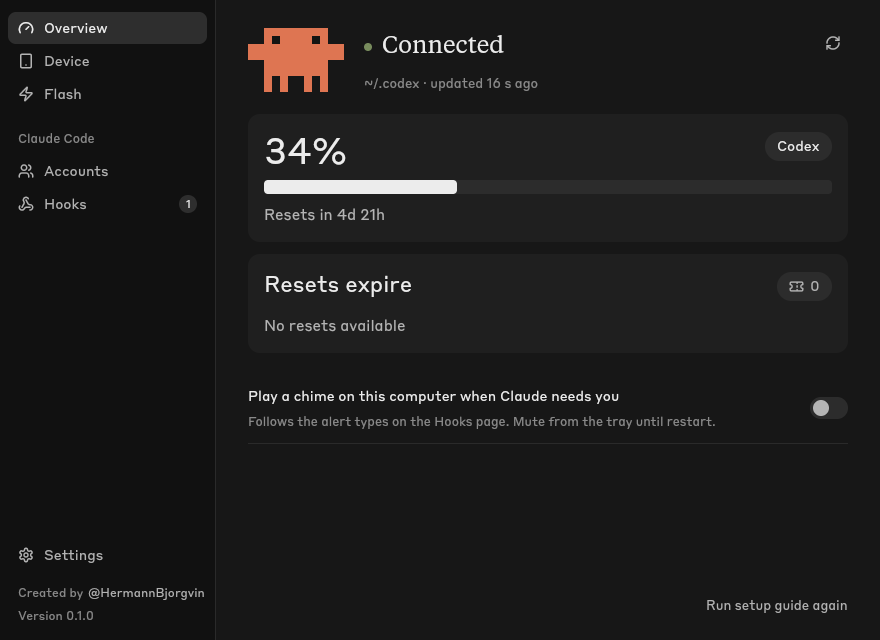 Overview
Device
Flash
Claude Code
Accounts
Hooks 1
Settings
Created by @HermannBjorgvin
Version 0.1.0
Connected
~/.codex · updated 16 s ago
34%
Codex
Resets in 4d 21h
Resets expire
0
No resets available
Play a chime on this computer when Claude needs you
Follows the alert types on the Hooks page. Mute from the tray until restart.
Run setup guide again